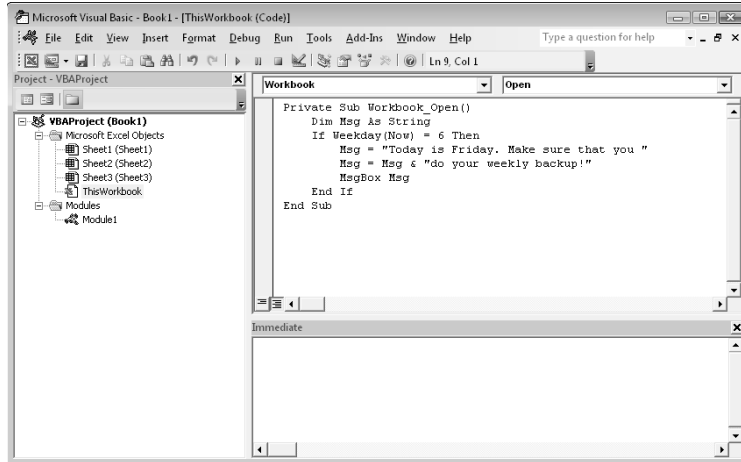 Microsoft Visual Basic - Book1 - [ThisWorkbook (Code)]
File Edit View Insert Format Debug Run Tools Add-Ins Window Help Type a question for help
Ln 9, Col 1
Project - VBAProject
Workbook Open
VBAProject (Book1)
Microsoft Excel Objects
Sheet1 (Sheet1)
Sheet2 (Sheet2)
Sheet3 (Sheet3)
ThisWorkbook
Modules
Module1
Private Sub Workbook_Open()
Dim Msg As String
If Weekday(Now) = 6 Then
Msg = "Today is Friday. Make sure that you "
Msg = Msg & "do your weekly backup!"
MsgBox Msg
End If
End Sub
Immediate